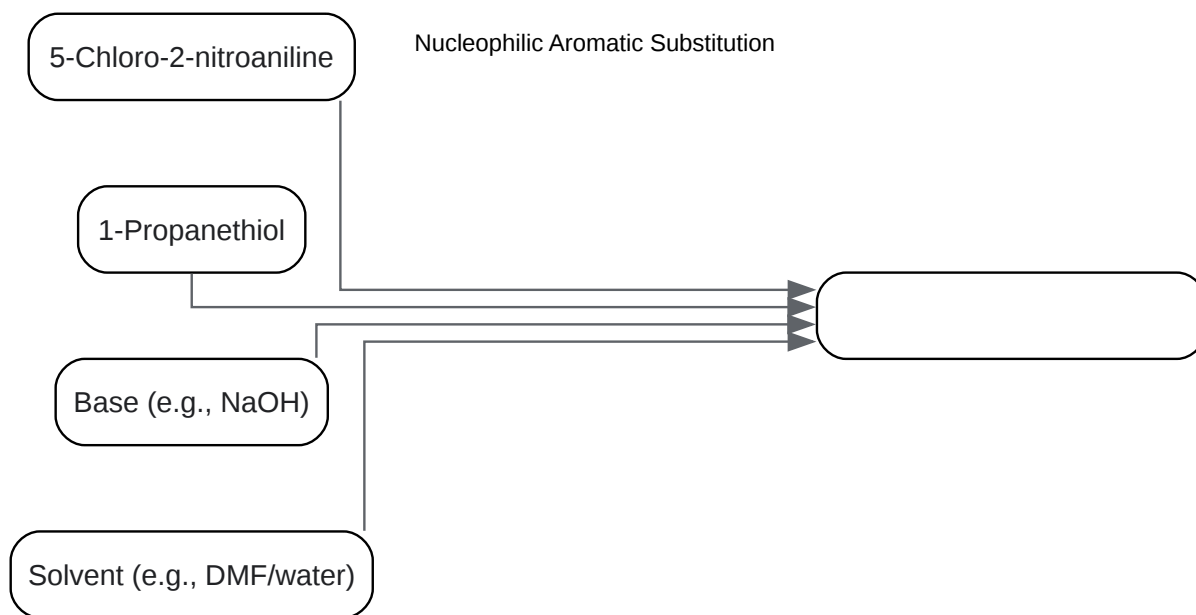 5-Chloro-2-nitroaniline
Nucleophilic Aromatic Substitution
1-Propanethiol
Base (e.g., NaOH)
Solvent (e.g., DMF/water)